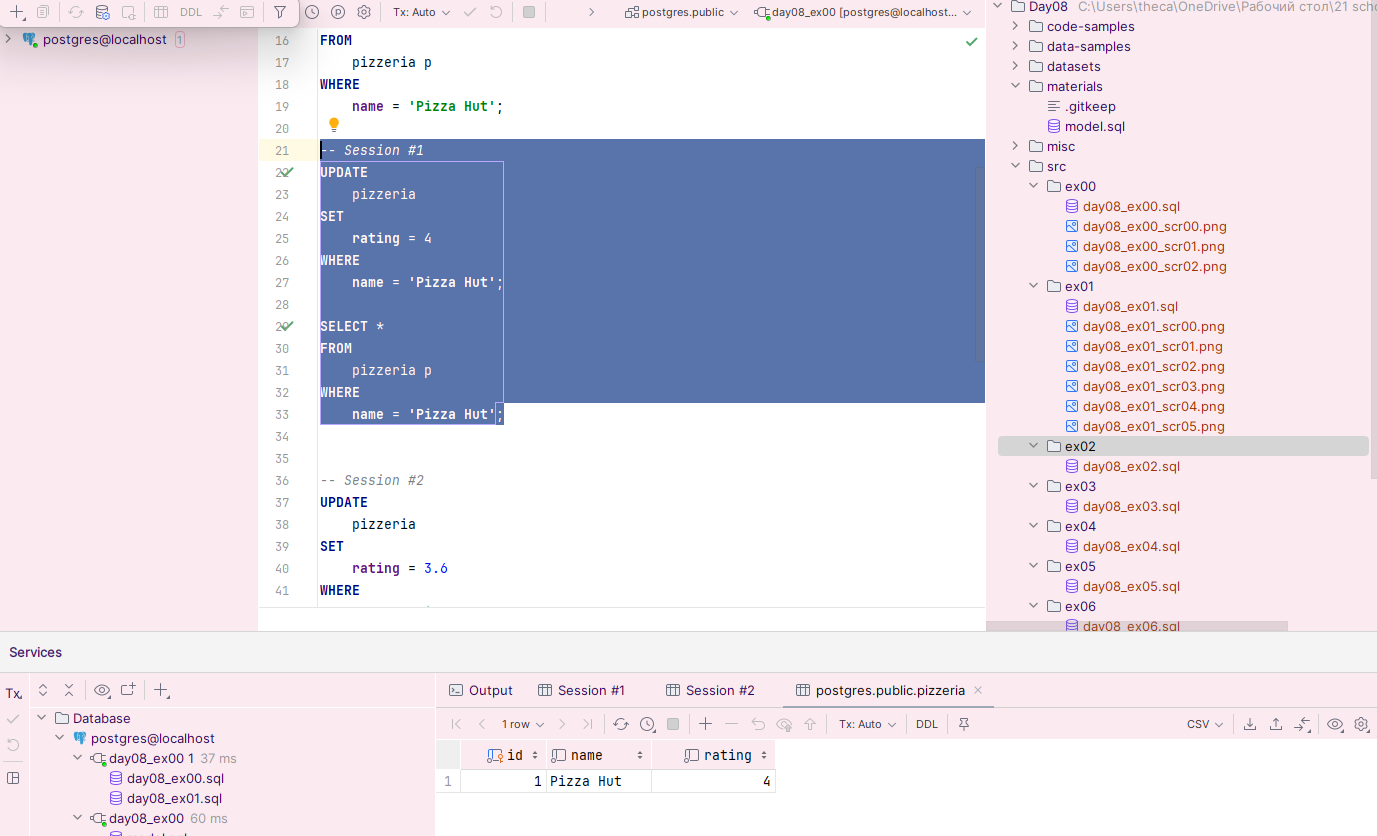 DDL
Tx: Auto
postgres.public
day08_ex00 [postgres@localhost...
postgres@localhost 1
16 FROM
17 pizzeria p
18 WHERE
19 name = 'Pizza Hut';
20
21 -- Session #1
22 UPDATE
23 pizzeria
24 SET
25 rating = 4
26 WHERE
27 name = 'Pizza Hut';
28
29 SELECT *
30 FROM
31 pizzeria p
32 WHERE
33 name = 'Pizza Hut';
34
35
36 -- Session #2
37 UPDATE
38 pizzeria
39 SET
40 rating = 3.6
41 WHERE
Day08 C:\Users\theca\OneDrive\Рабочий стол\21 scho
code-samples
data-samples
datasets
materials
.gitkeep
model.sql
misc
src
ex00
day08_ex00.sql
day08_ex00_scr00.png
day08_ex00_scr01.png
day08_ex00_scr02.png
ex01
day08_ex01.sql
day08_ex01_scr00.png
day08_ex01_scr01.png
day08_ex01_scr02.png
day08_ex01_scr03.png
day08_ex01_scr04.png
day08_ex01_scr05.png
ex02
day08_ex02.sql
ex03
day08_ex03.sql
ex04
day08_ex04.sql
ex05
day08_ex05.sql
ex06
day08_ex06.sql
Services
Tx
Database
postgres@localhost
day08_ex00 1 37 ms
day08_ex00.sql
day08_ex01.sql
day08_ex00 60 ms
Output
Session #1
Session #2
postgres.public.pizzeria
1 row
Tx: Auto
DDL
CSV
id name rating
1 1 Pizza Hut 4